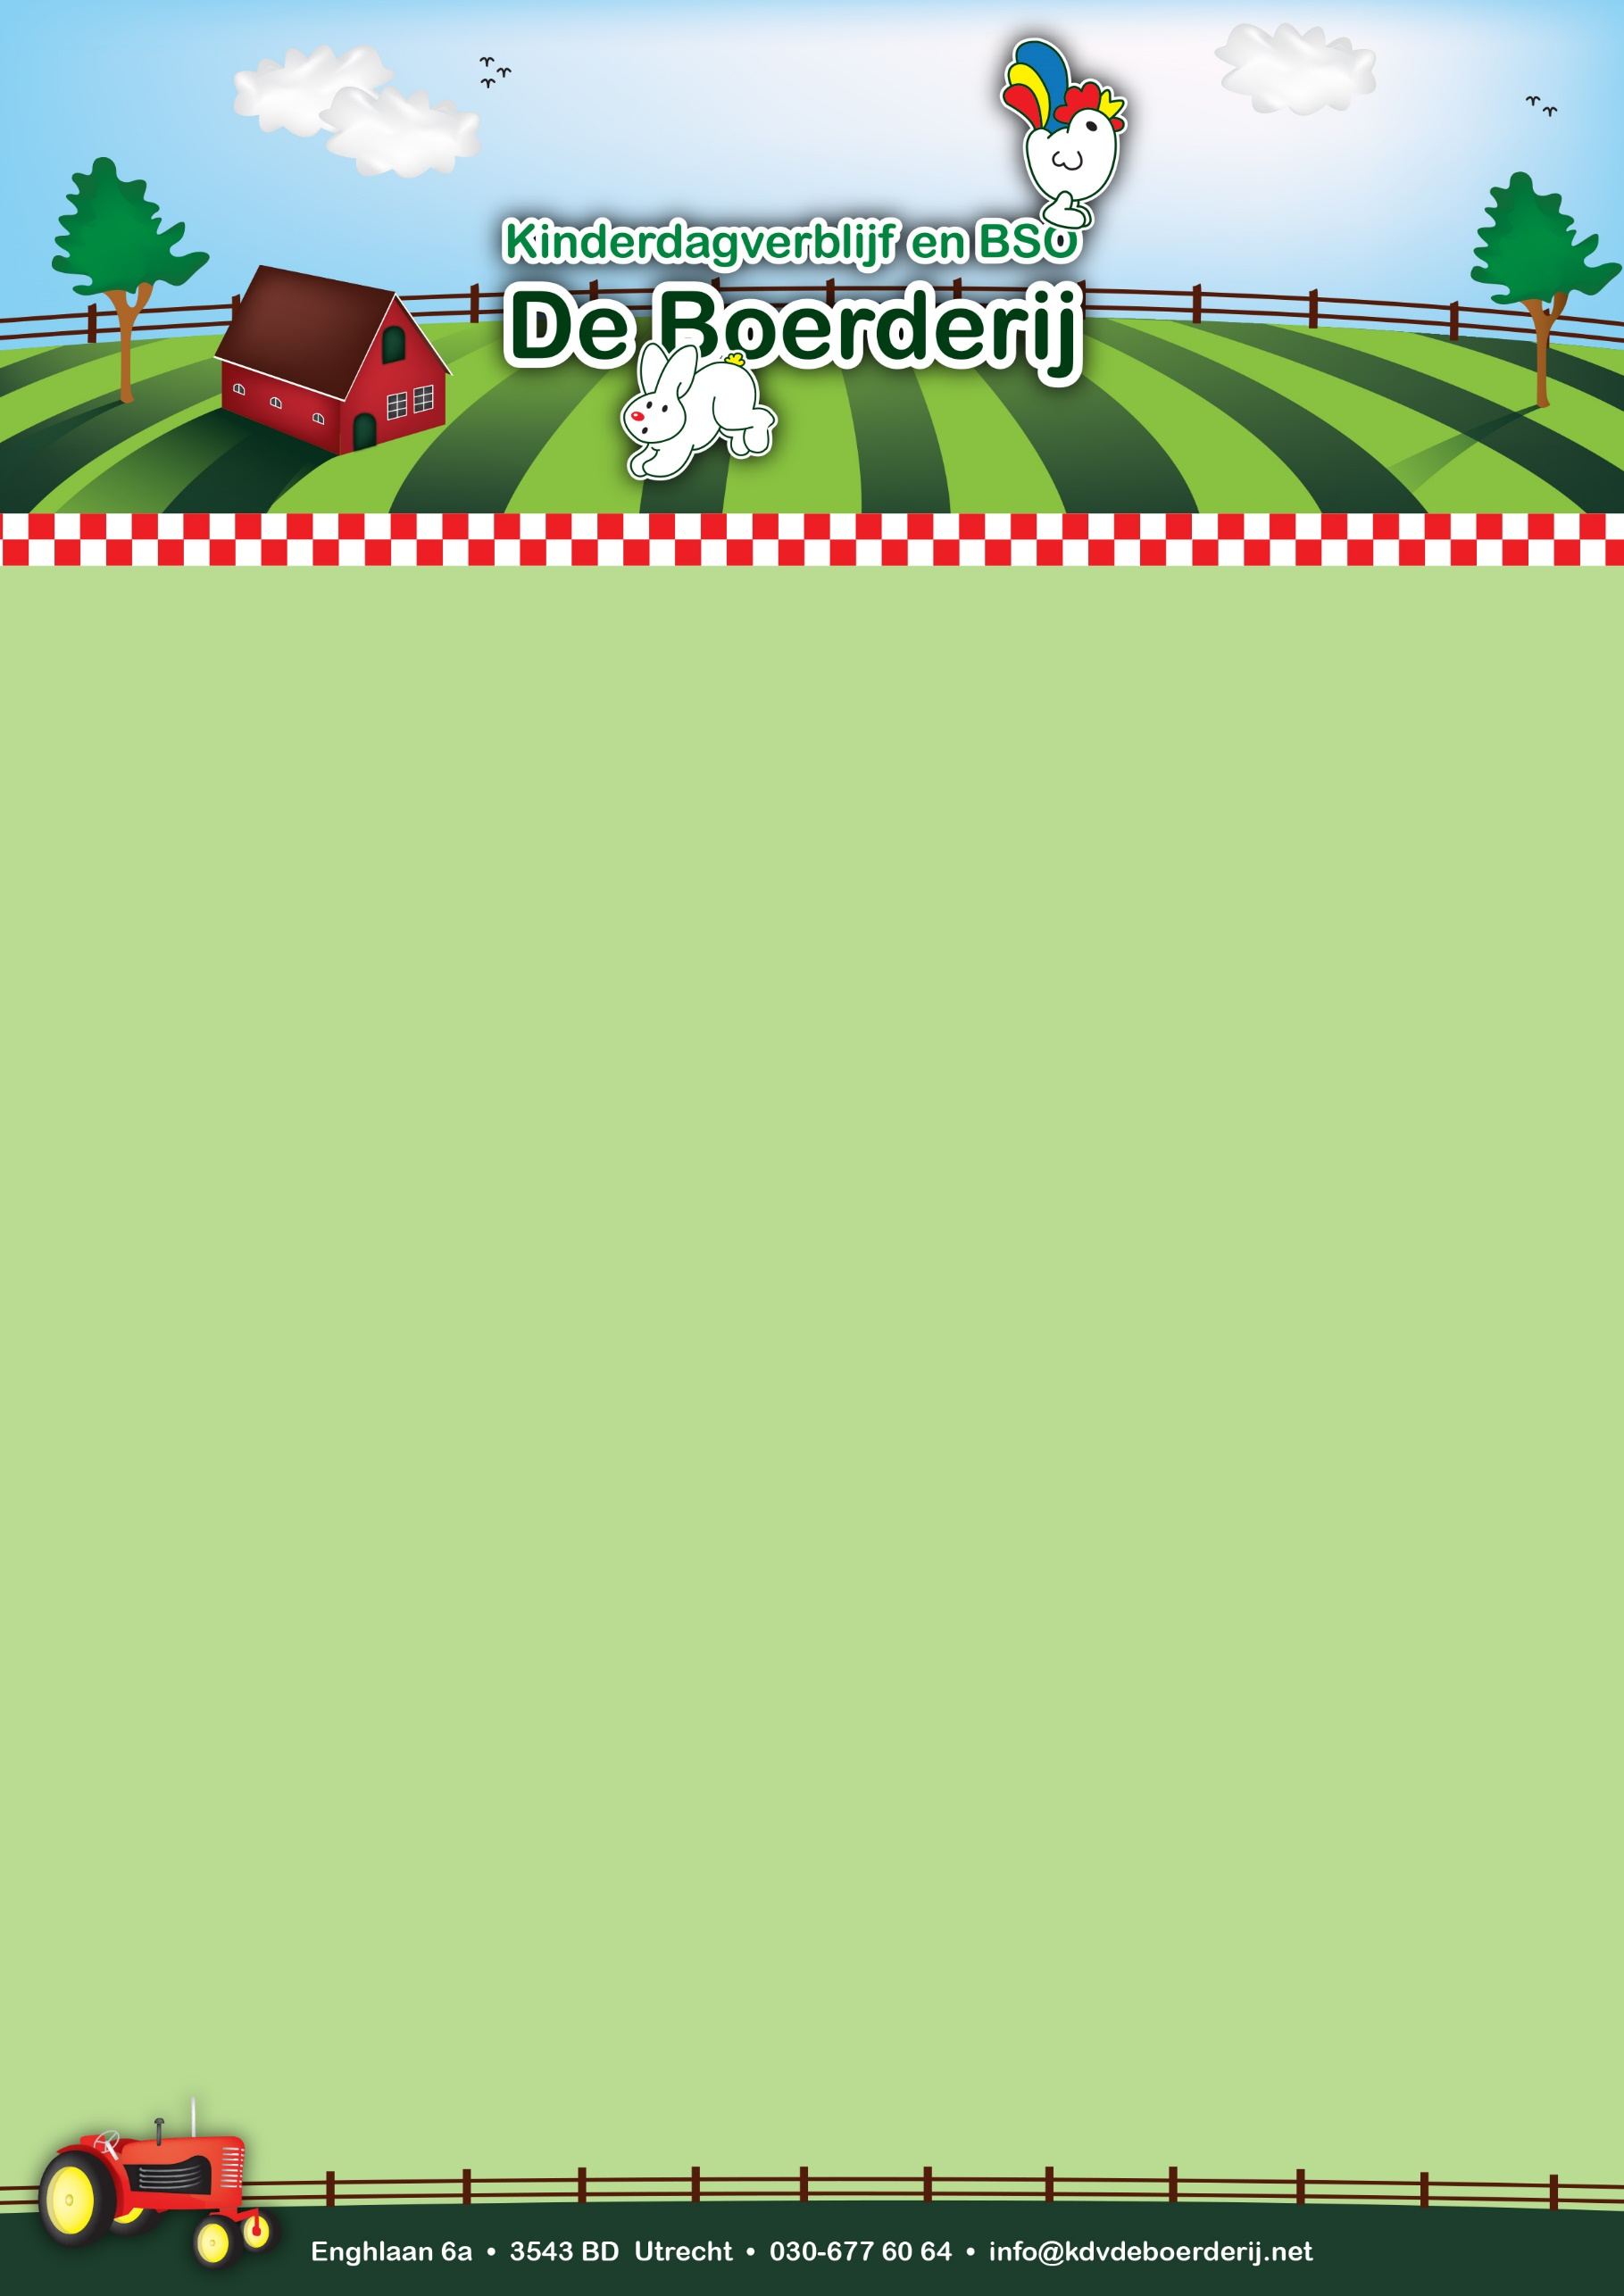 Kinderdagverblijf en BSO
De Boerderij
Enghlaan 6a • 3543 BD Utrecht • 030-677 60 64 • info@kdvdeboerderij.net